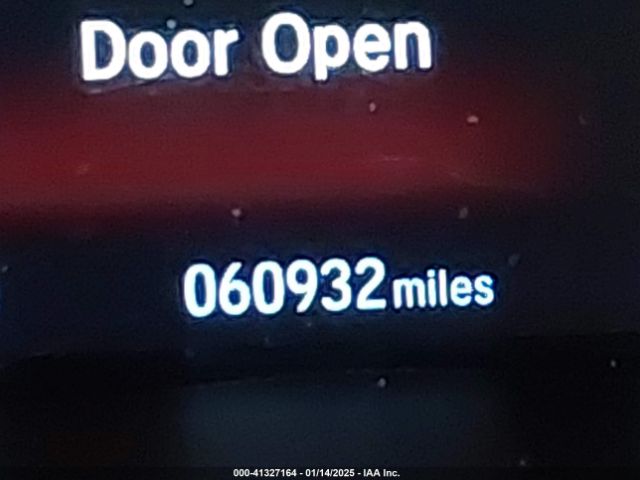 Door Open
060932 miles
000-41327164 - 01/14/2025 - IAA Inc.